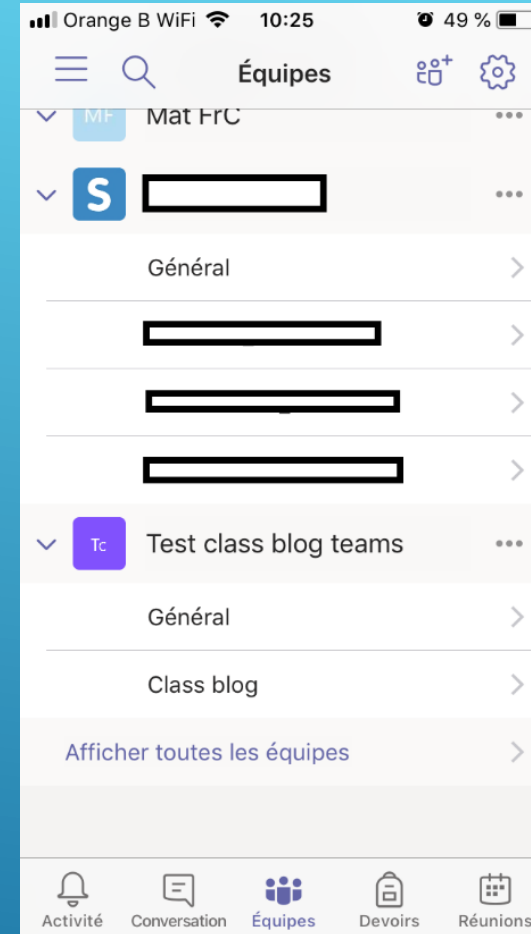 Orange B WiFi 10:25 49 %
Équipes
MF Mat FrC
S
Général
Tc Test class blog teams
Général
Class blog
Afficher toutes les équipes
Activité Conversation Équipes Devoirs Réunions